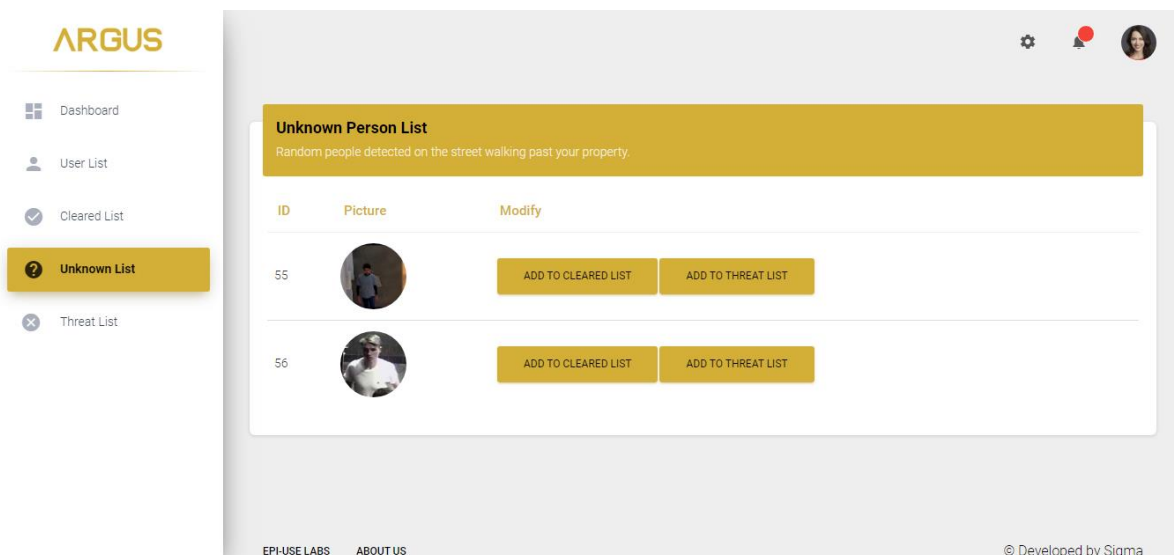 ARGUS
Dashboard
User List
Cleared List
Unknown List
Threat List
Unknown Person List
Random people detected on the street walking past your property.
ID Picture Modify
55 ADD TO CLEARED LIST ADD TO THREAT LIST
56 ADD TO CLEARED LIST ADD TO THREAT LIST
EPI-USE LABS ABOUT US © Developed by Sigma